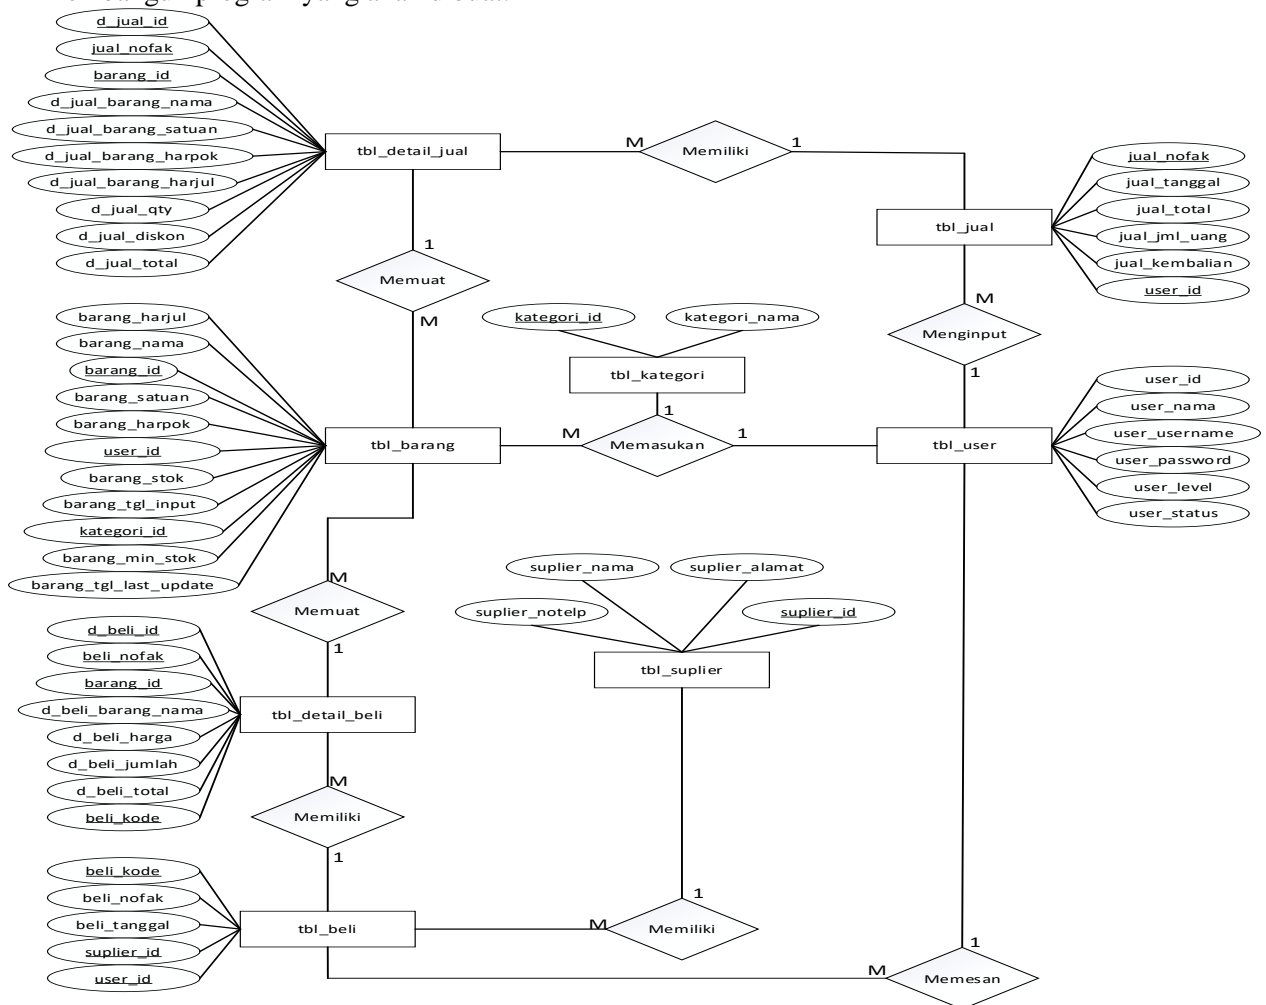 d_jual_id
jual_nofak
barang_id
d_jual_barang_nama
d_jual_barang_satuan
d_jual_barang_harpok
d_jual_barang_harjul
d_jual_qty
d_jual_diskon
d_jual_total
tbl_detail_jual
M
Memiliki
1
jual_nofak
jual_tanggal
jual_total
jual_jml_uang
jual_kembalian
user_id
tbl_jual
1
Memuat
M
M
Menginput
1
kategori_id
kategori_nama
tbl_kategori
1
barang_harjul
barang_nama
barang_id
barang_satuan
barang_harpok
user_id
barang_stok
barang_tgl_input
kategori_id
barang_min_stok
barang_tgl_last_update
tbl_barang
M
Memasukan
1
tbl_user
user_id
user_nama
user_username
user_password
user_level
user_status
M
Memuat
1
suplier_nama
suplier_alamat
suplier_notelp
suplier_id
tbl_suplier
d_beli_id
beli_nofak
barang_id
d_beli_barang_nama
d_beli_harga
d_beli_jumlah
d_beli_total
beli_kode
tbl_detail_beli
M
Memiliki
1
beli_kode
beli_nofak
beli_tanggal
suplier_id
user_id
tbl_beli
M
Memiliki
1
M
Memesan
1